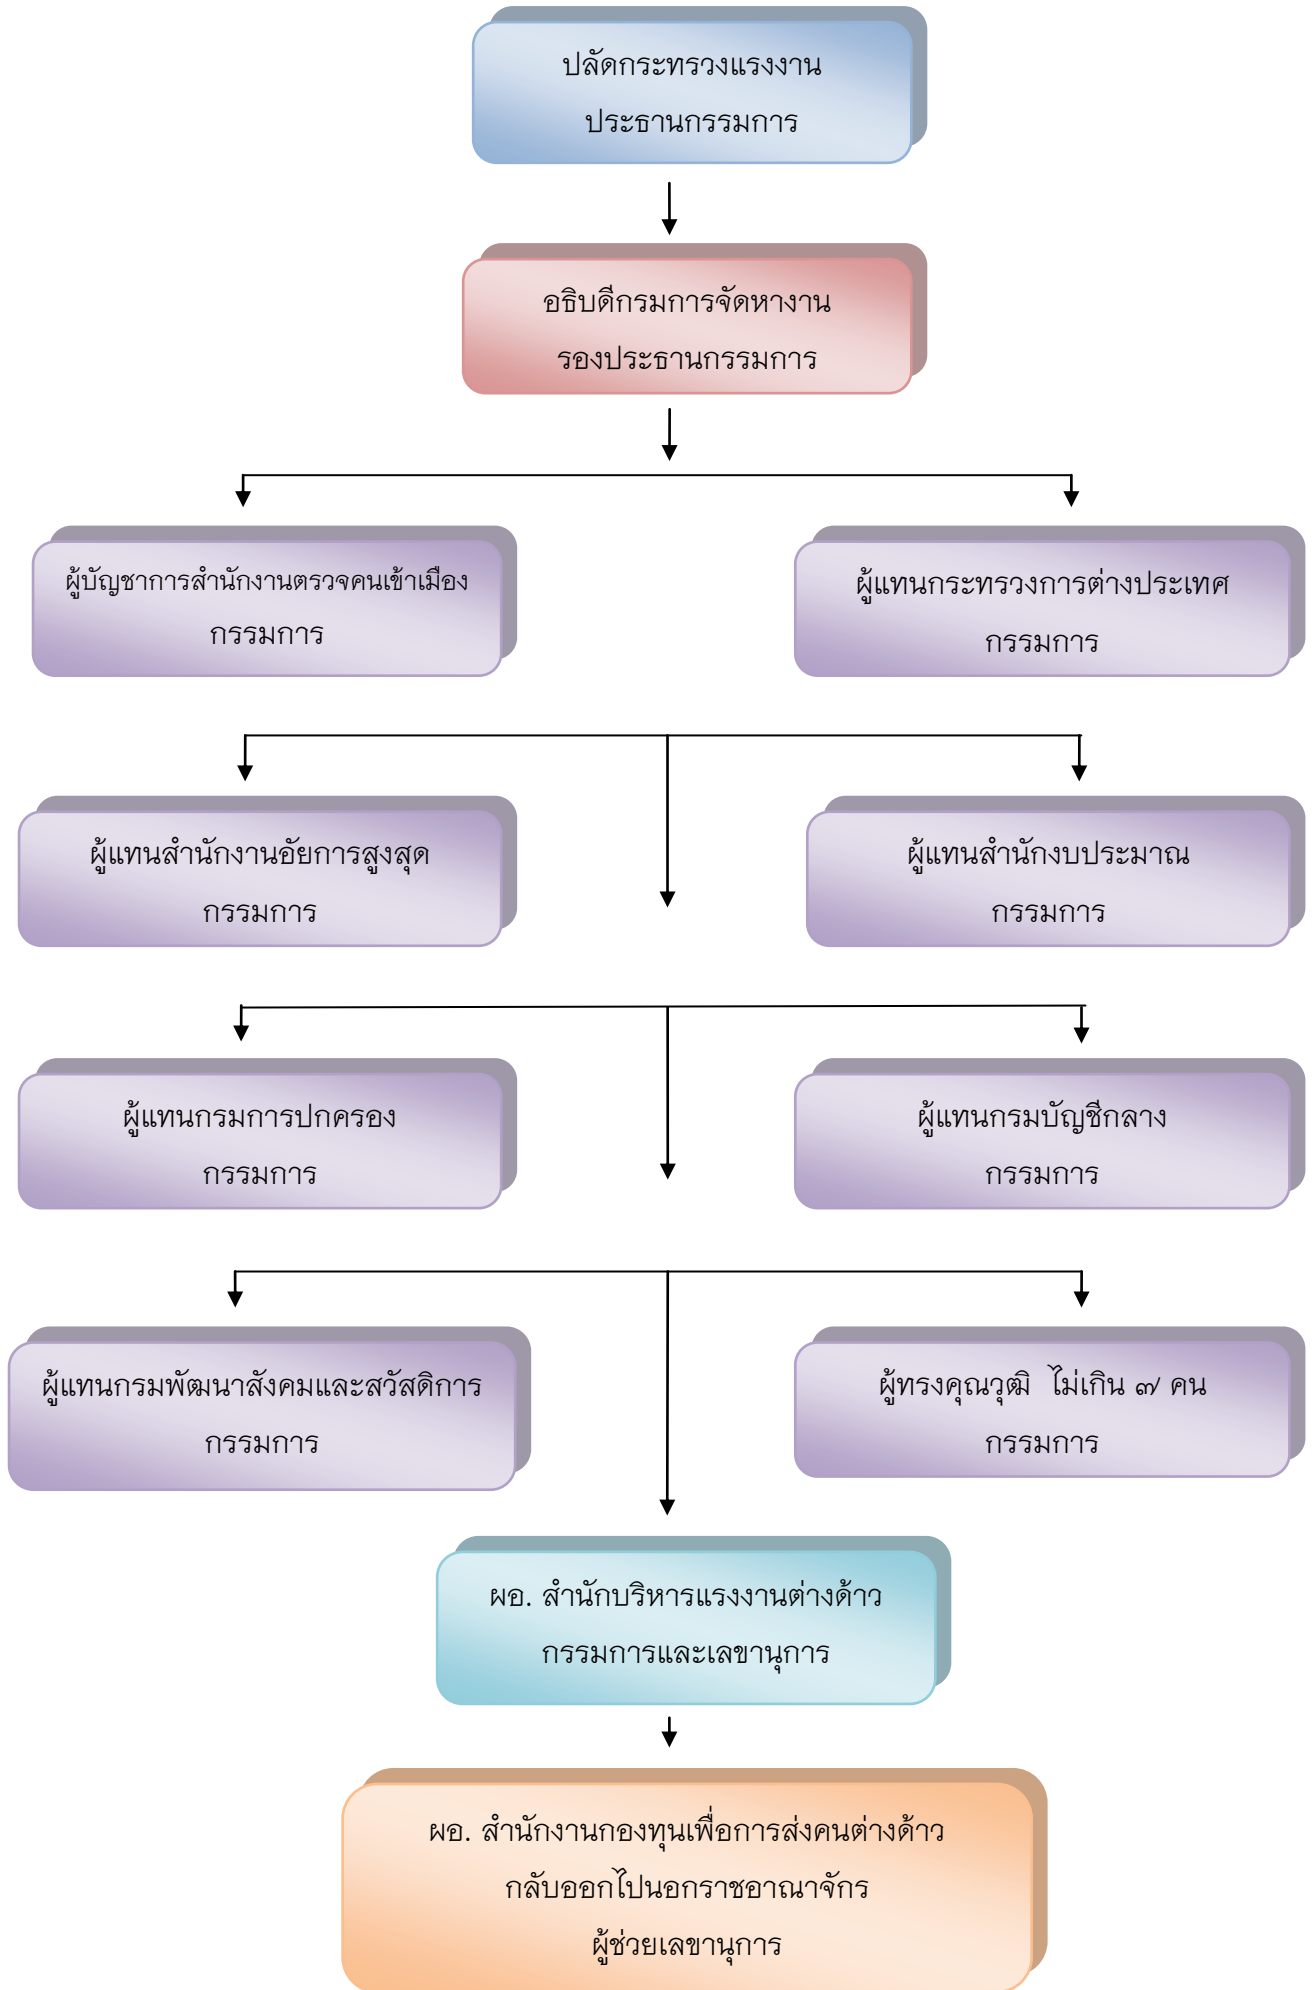 ปลัดกระทรวงแรงงาน
ประธานกรรมการ
อธิบดีกรมการจัดหางาน
รองประธานกรรมการ
ผู้บัญชาการสำนักงานตรวจคนเข้าเมือง
กรรมการ
ผู้แทนกระทรวงการต่างประเทศ
กรรมการ
ผู้แทนสำนักงานอัยการสูงสุด
กรรมการ
ผู้แทนสำนักงบประมาณ
กรรมการ
ผู้แทนกรมการปกครอง
กรรมการ
ผู้แทนกรมบัญชีกลาง
กรรมการ
ผู้แทนกรมพัฒนาสังคมและสวัสดิการ
กรรมการ
ผู้ทรงคุณวุฒิ ไม่เกิน ๗ คน
กรรมการ
ผอ. สำนักบริหารแรงงานต่างด้าว
กรรมการและเลขานุการ
ผอ. สำนักงานกองทุนเพื่อการส่งคนต่างด้าว
กลับออกไปนอกราชอาณาจักร
ผู้ช่วยเลขานุการ